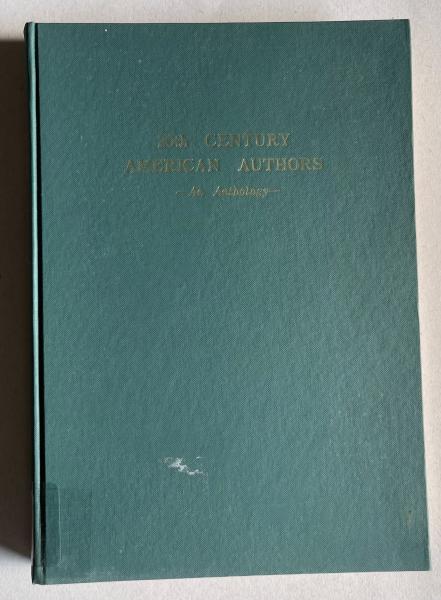 20th CENTURY
AMERICAN AUTHORS
—An Anthology—